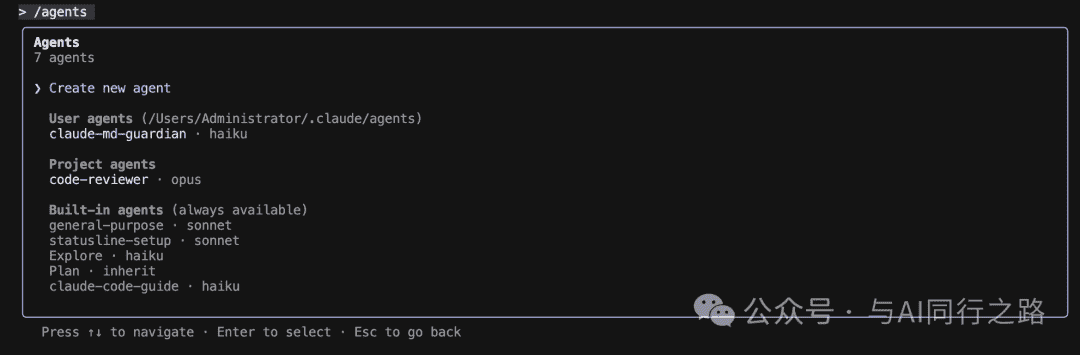 > /agents
Agents
7 agents
❯ Create new agent
User agents (/Users/Administrator/.claude/agents)
claude-md-guardian · haiku
Project agents
code-reviewer · opus
Built-in agents (always available)
general-purpose · sonnet
statusline-setup · sonnet
Explore · haiku
Plan · inherit
claude-code-guide · haiku
公众号 · 与AI同行之路
Press ↑↓ to navigate · Enter to select · Esc to go back